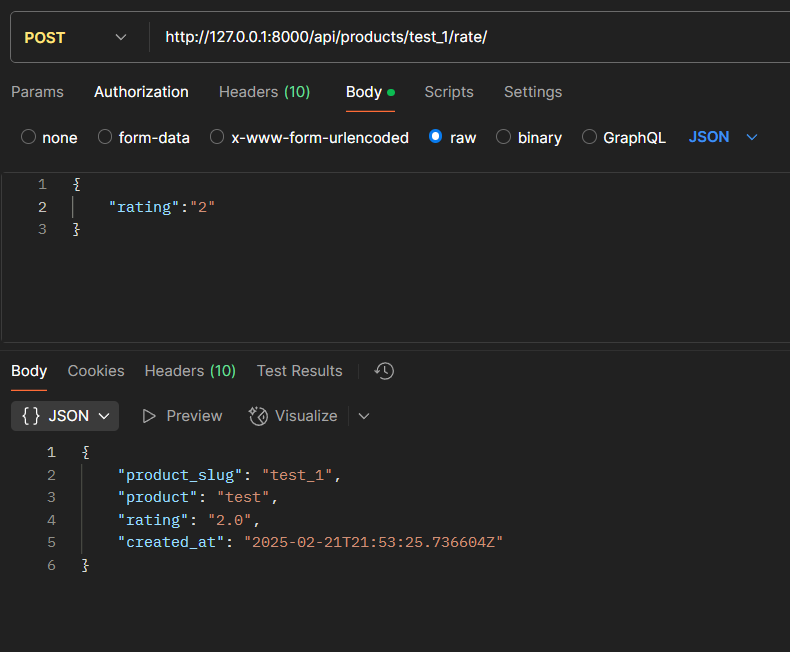 POST http://127.0.0.1:8000/api/products/test_1/rate/
Params Authorization Headers (10) Body Scripts Settings
none form-data x-www-form-urlencoded raw binary GraphQL JSON
1 {
2 "rating":"2"
3 }
Body Cookies Headers (10) Test Results
{} JSON Preview Visualize
1 {
2 "product_slug": "test_1",
3 "product": "test",
4 "rating": "2.0",
5 "created_at": "2025-02-21T21:53:25.736604Z"
6 }